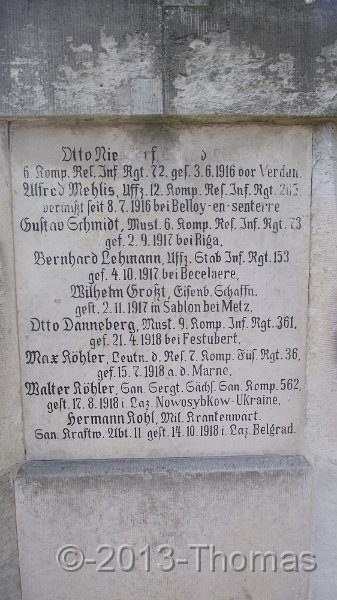 Otto
6. Komp. Res. Inf. Rgt. 72, gef. 3.6.1916 vor Verdun.
Alfred Mehlis, Uffz. 12. Komp. Res. Inf. Rgt.
vermißt seit 8.7.1916 bei Belloy-en-senterre
Gustav Schmidt, Musk. 6. Komp. Res. Inf. Rgt. 73
gef. 2.9.1917 bei Riga,
Bernhard Lehmann, Uffz. Stab Inf. Rgt. 153
gef. 4.10.1917 bei Becelaere,
Wilhelm Großt, Eisenb. Schaffn.
gest. 2.11.1917 in Sablon bei Metz,
Otto Danneberg, Musk. 9. Komp. Inf. Rgt. 361,
gef. 21.4.1918 bei Festubert,
Max Köhler, Leutn. d. Res. 7. Komp. Füs. Rgt. 36,
gef. 15.7.1918 a.d. Marne,
Walter Köhler, San. Sergt. Sächs. San. Komp. 562,
gest. 17.8.1918 i. Laz. Nowosybkow-Ukraine,
Hermann Kohl, Mil. Krankenwart.
San. Kraftw. Abt. 11 gest. 14.10.1918 i. Laz. Belgrad.
©-2013-Thomas